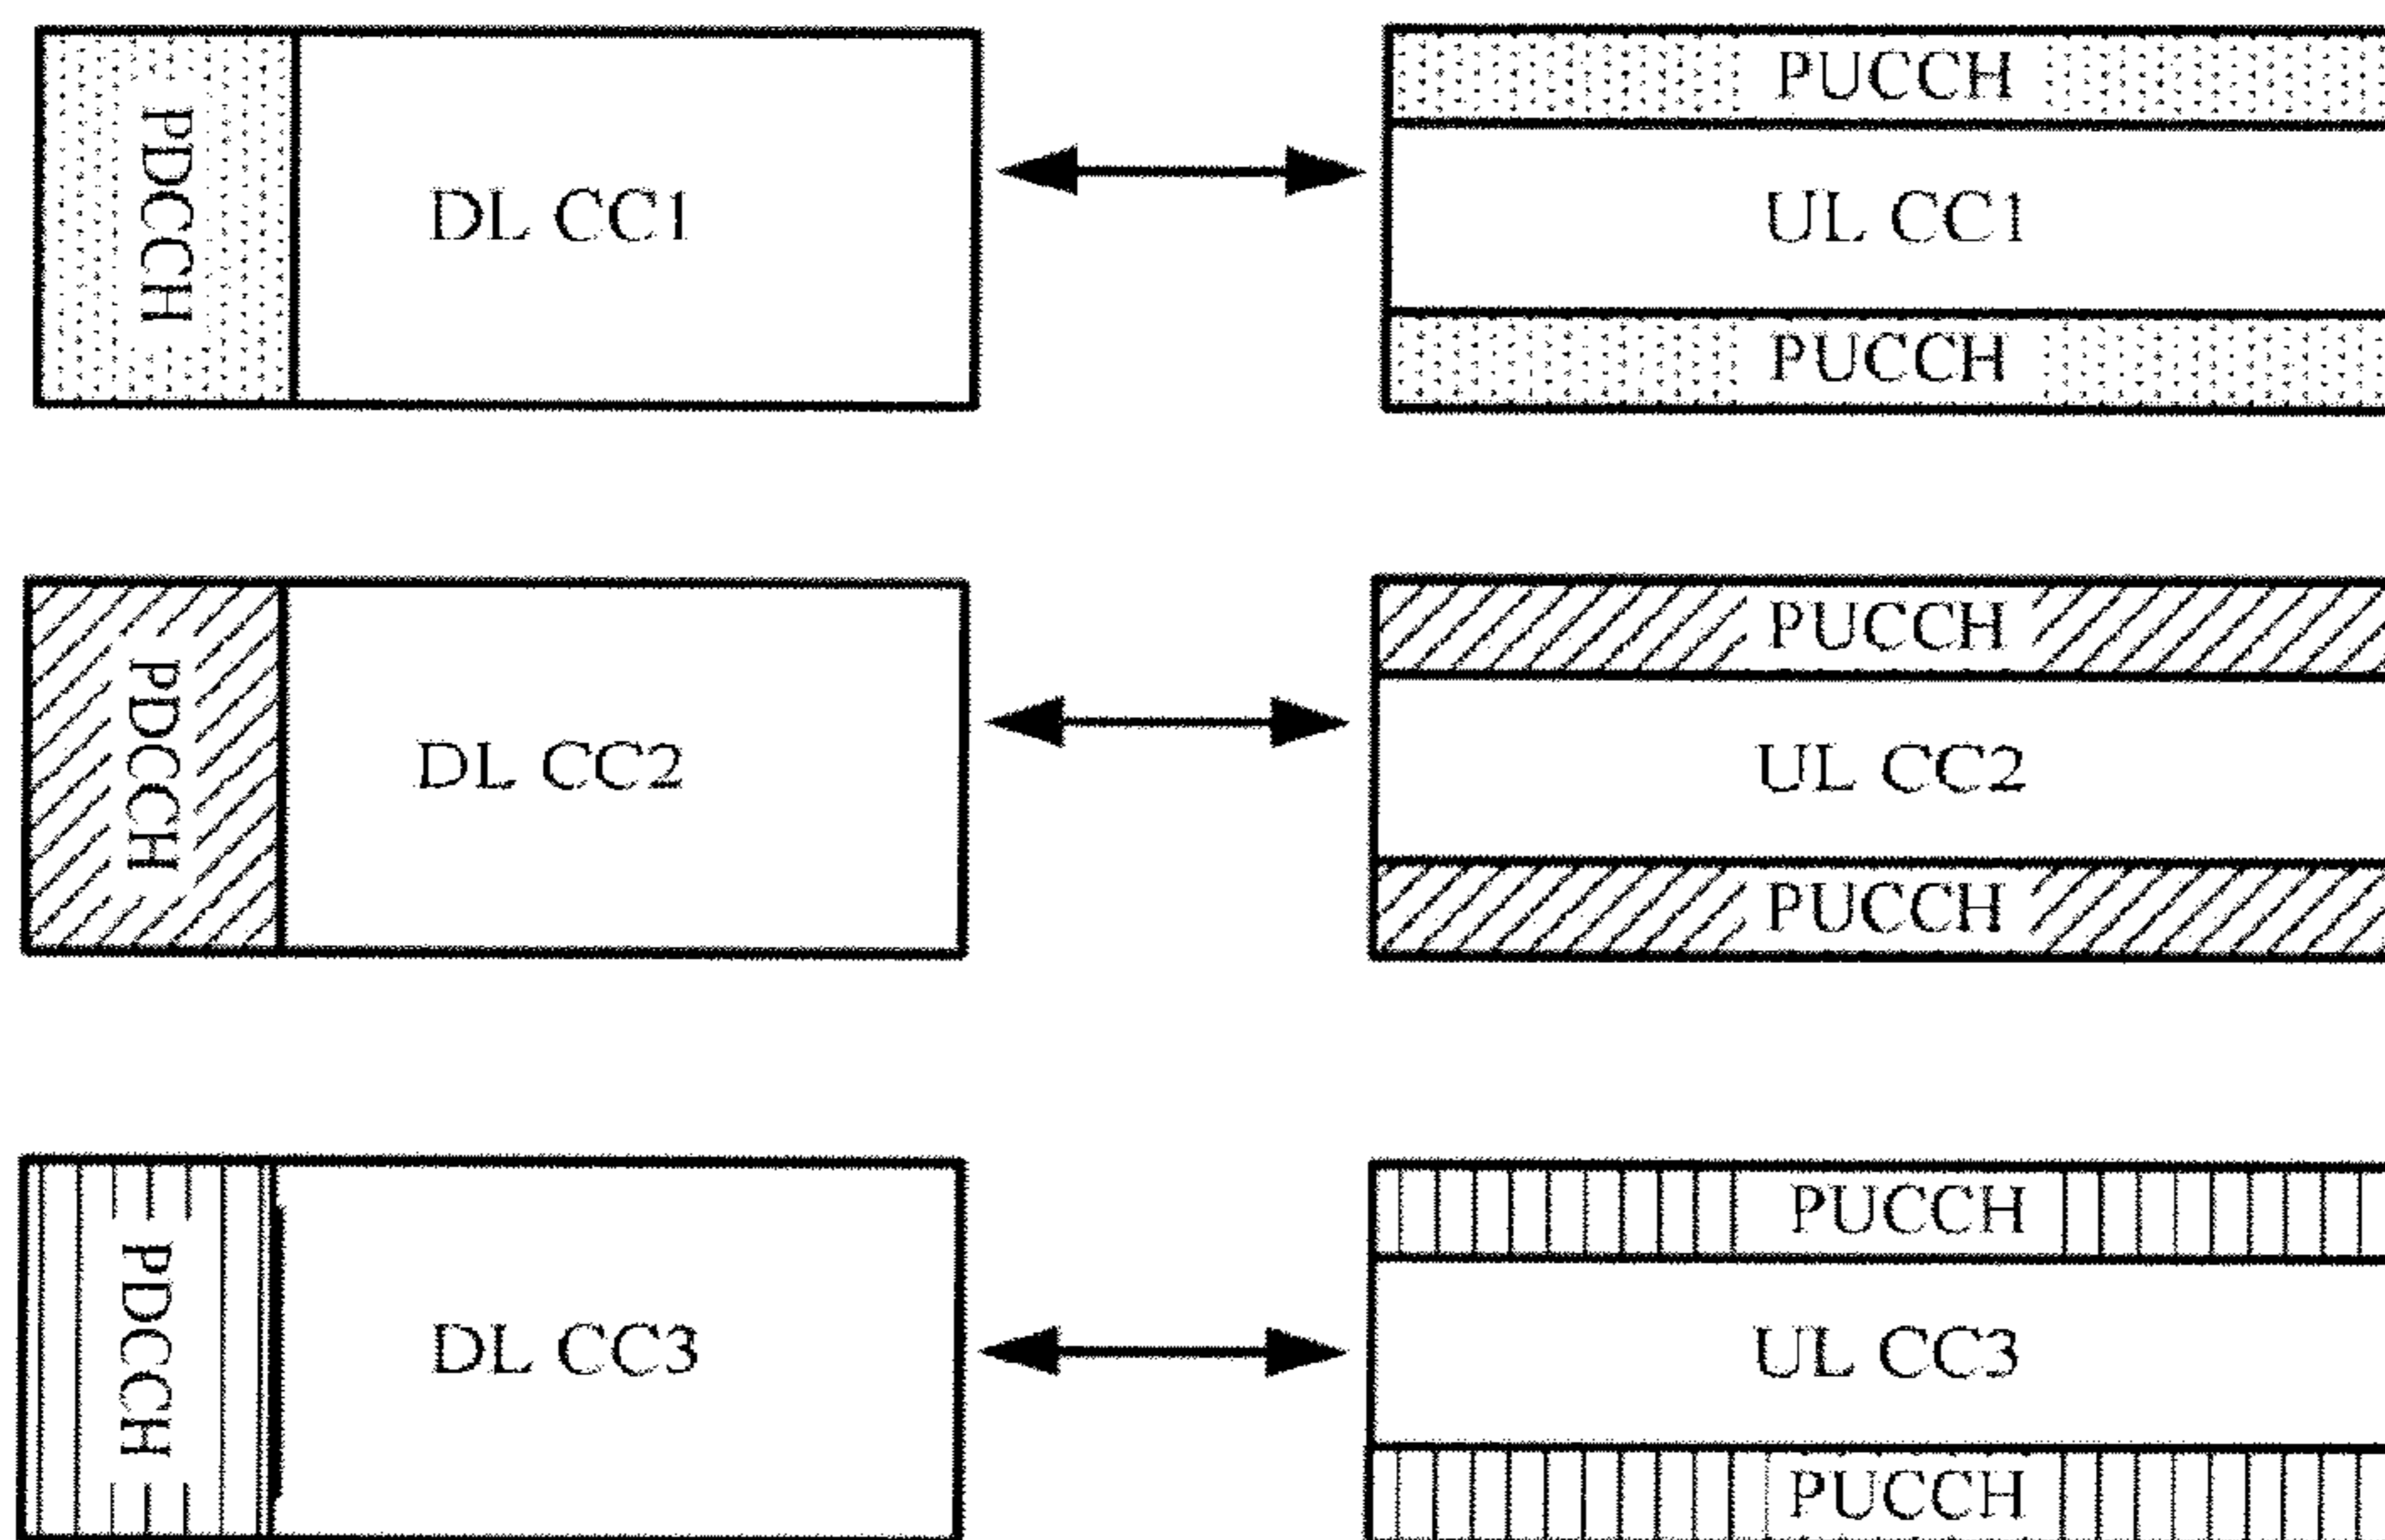 PDCCH
DL CC1
PUCCH
UL CC1
PUCCH
PDCCH
DL CC2
PUCCH
UL CC2
PUCCH
PDCCH
DL CC3
PUCCH
UL CC3
PUCCH